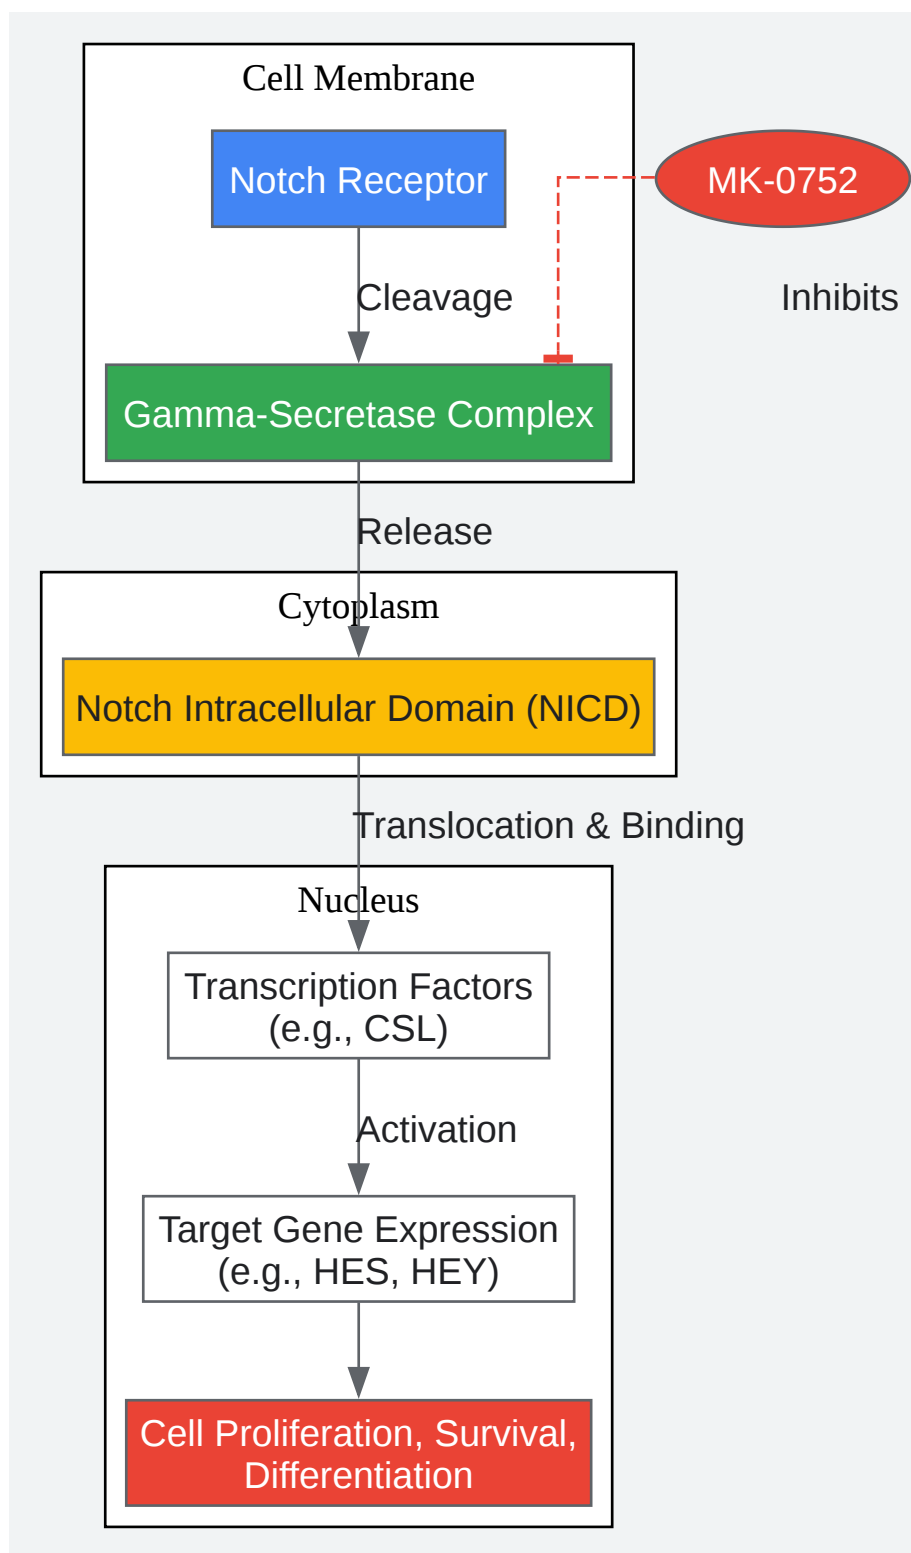 Cell Membrane
Notch Receptor
MK-0752
Cleavage
Inhibits
Gamma-Secretase Complex
Release
Cytoplasm
Notch Intracellular Domain (NICD)
Translocation & Binding
Nucleus
Transcription Factors
(e.g., CSL)
Activation
Target Gene Expression
(e.g., HES, HEY)
Cell Proliferation, Survival,
Differentiation